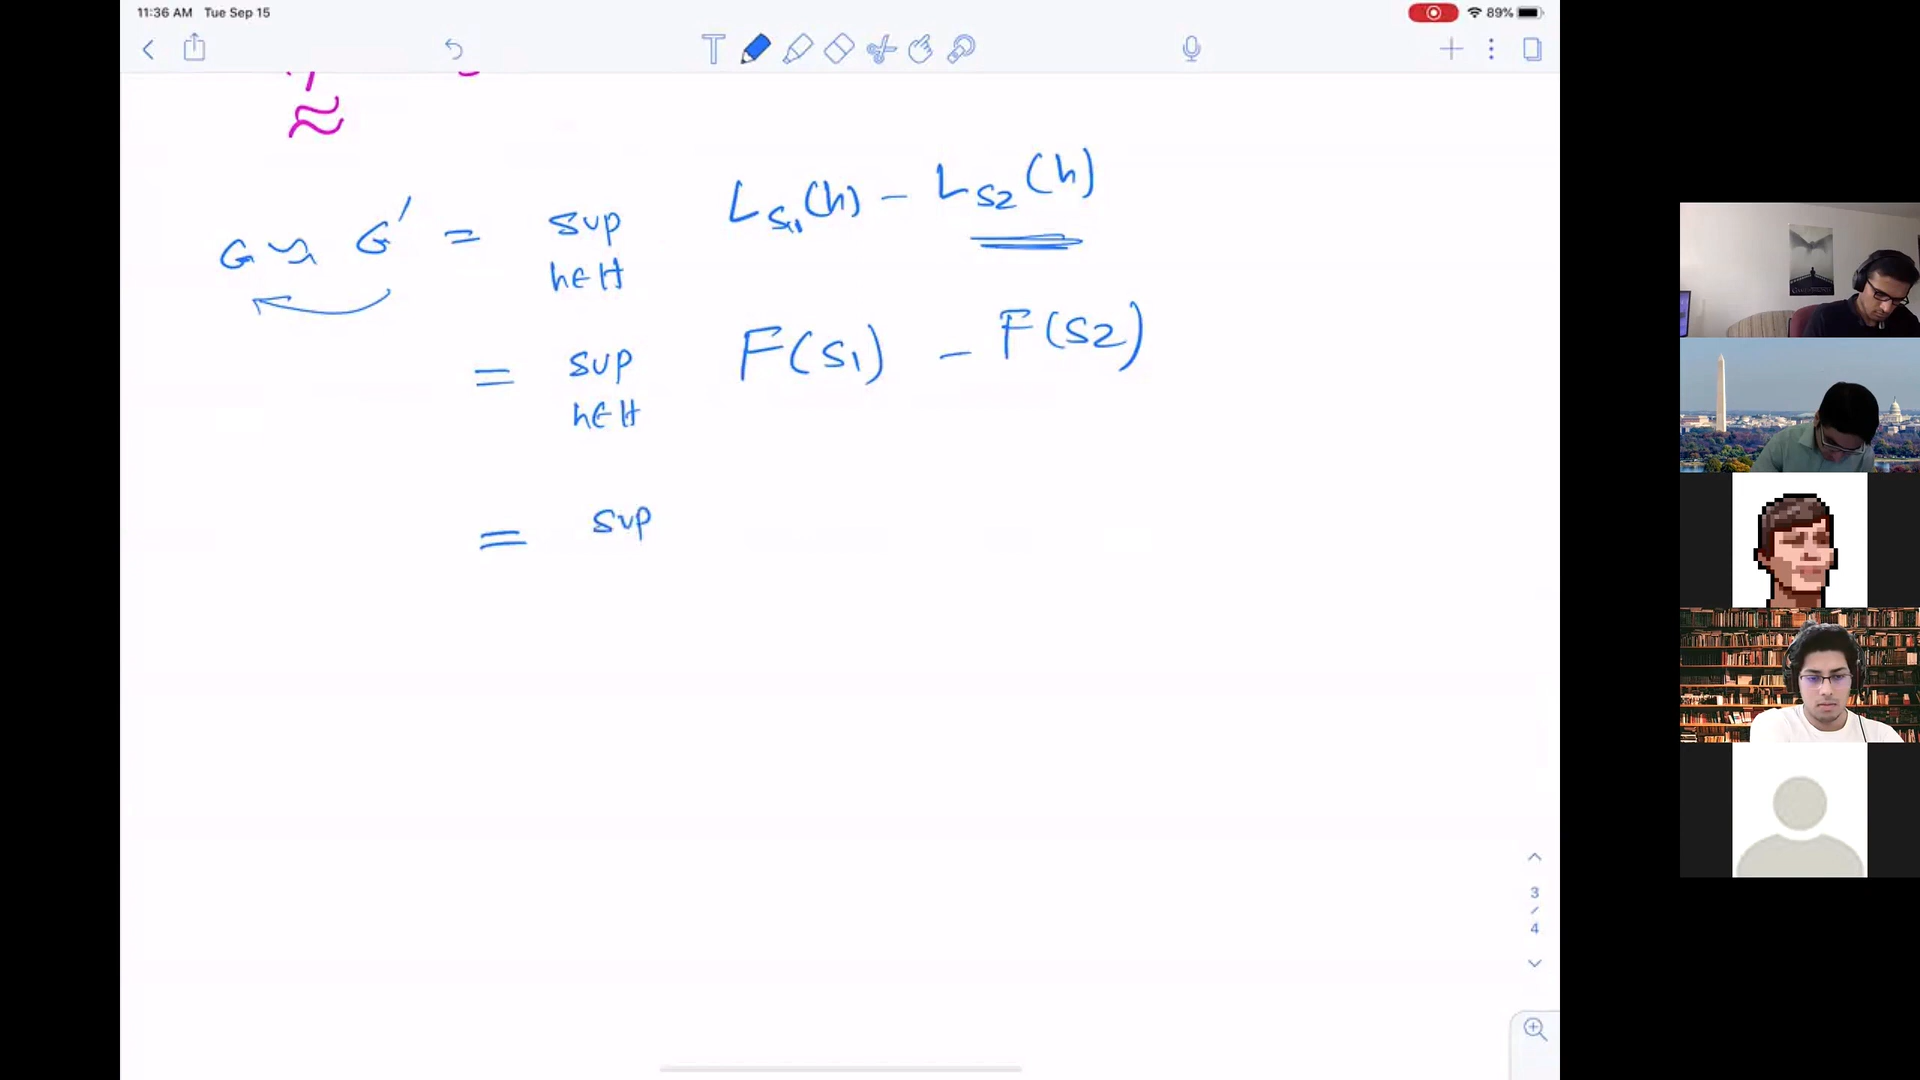 11:36 AM Tue Sep 15
89%
T
≈
G ≈ G' = sup L_{S1}(h) - L_{S2}(h)
h∈H
= sup F(S1) - F(S2)
h∈H
= sup
3
/
4